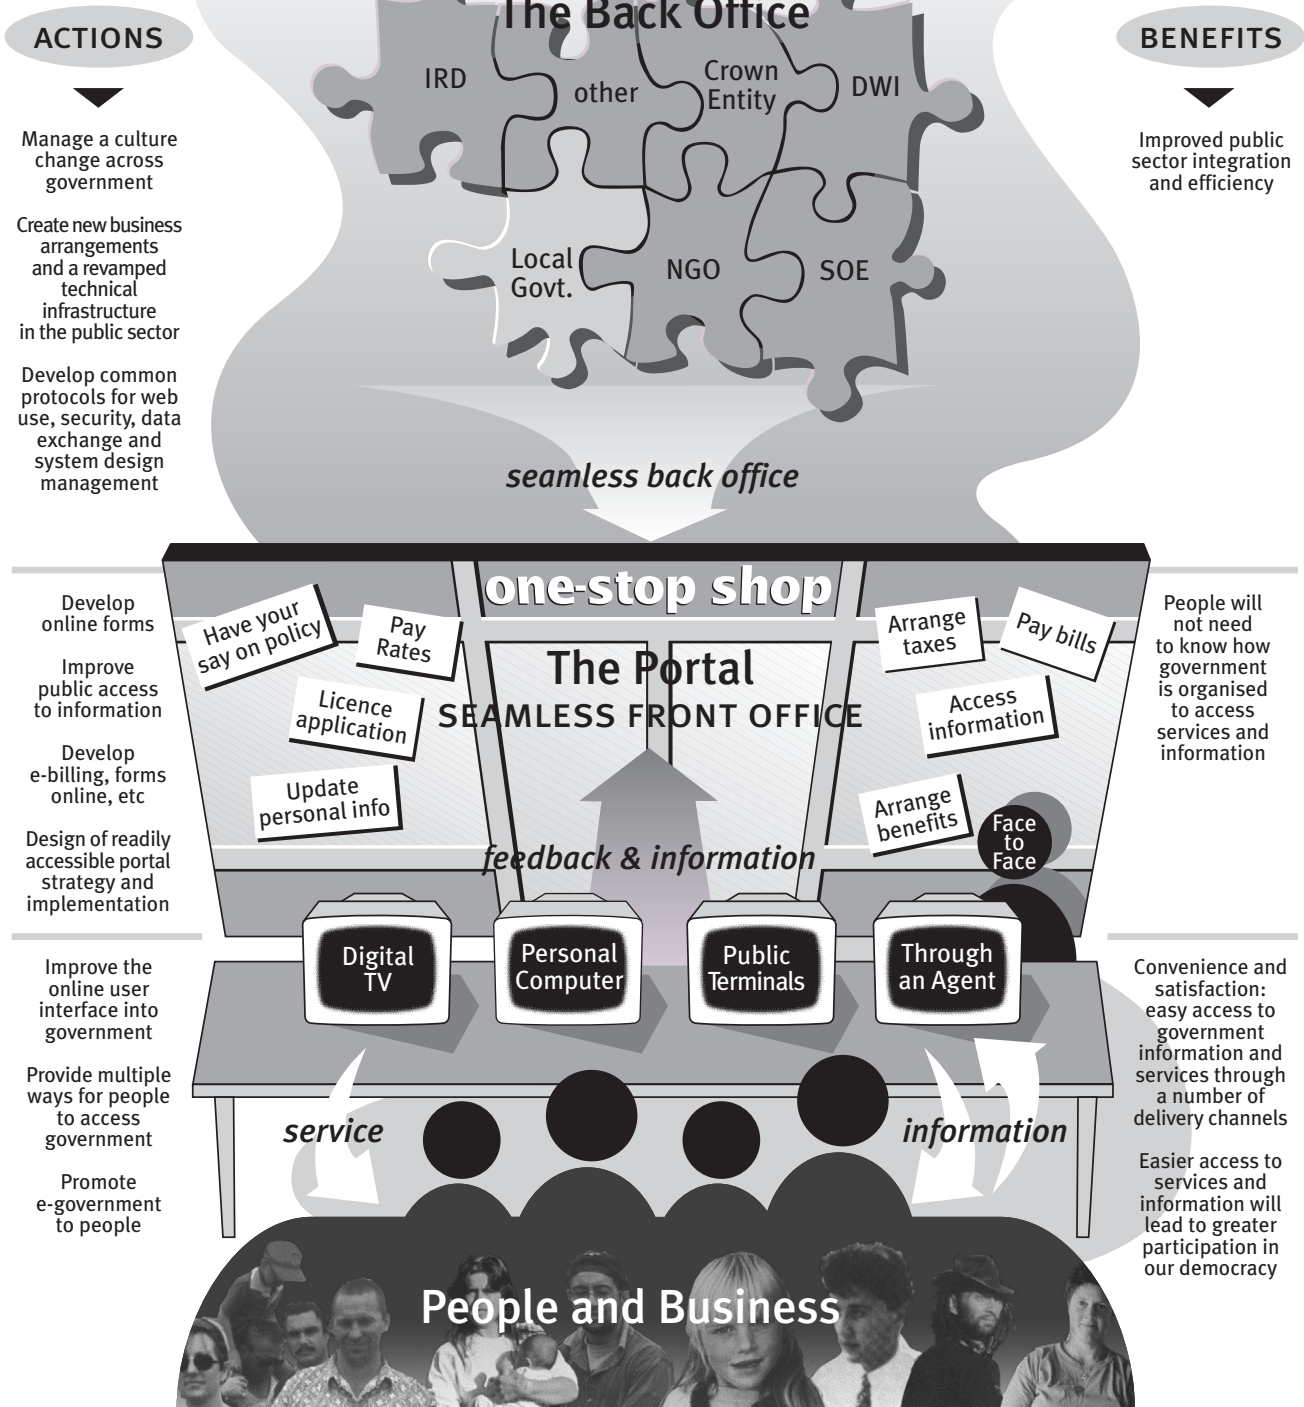 The Back Office
ACTIONS
Manage a culture
change across
government
Create new business
arrangements
and a revamped
technical
infrastructure
in the public sector
Develop common
protocols for web
use, security, data
exchange and
system design
management
IRD
other
Crown
Entity
DWI
Local
Govt.
NGO
SOE
BENEFITS
Improved public
sector integration
and efficiency
seamless back office
Develop
online forms
Improve
public access
to information
Develop
e-billing, forms
online, etc
Design of readily
accessible portal
strategy and
implementation
one-stop shop
Have your
say on policy
Pay
Rates
Licence
application
Update
personal info
The Portal
SEAMLESS FRONT OFFICE
Arrange
taxes
Pay bills
Access
information
Arrange
benefits
Face
to
Face
feedback & information
People will
not need
to know how
government
is organised
to access
services and
information
Improve the
online user
interface into
government
Provide multiple
ways for people
to access
government
Promote
e-government
to people
Digital
TV
Personal
Computer
Public
Terminals
Through
an Agent
service
information
Convenience and
satisfaction:
easy access to
government
information and
services through
a number of
delivery channels
Easier access to
services and
information will
lead to greater
participation in
our democracy
People and Business